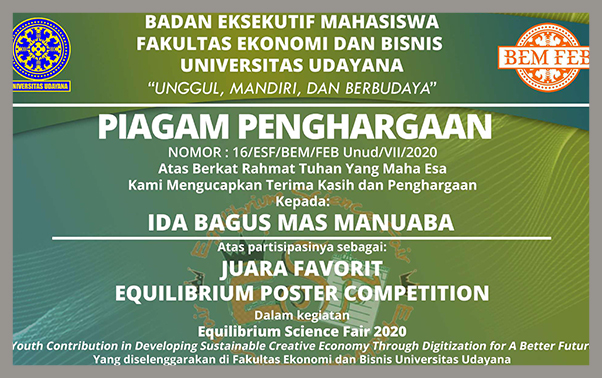 BADAN EKSEKUTIF MAHASISWA
FAKULTAS EKONOMI DAN BISNIS
UNIVERSITAS UDAYANA
"UNGGUL, MANDIRI, DAN BERBUDAYA"
UNIVERSITAS UDAYANA
BEM FEB
PIAGAM PENGHARGAAN
NOMOR : 16/ESF/BEM/FEB Unud/VII/2020
Atas Berkat Rahmat Tuhan Yang Maha Esa
Kami Mengucapkan Terima Kasih dan Penghargaan
Kepada:
IDA BAGUS MAS MANUABA
Atas partisipasinya sebagai:
JUARA FAVORIT
EQUILIBRIUM POSTER COMPETITION
Dalam kegiatan
Equilibrium Science Fair 2020
Youth Contribution in Developing Sustainable Creative Economy Through Digitization for A Better Futur
Yang diselenggarakan di Fakultas Ekonomi dan Bisnis Universitas Udayana